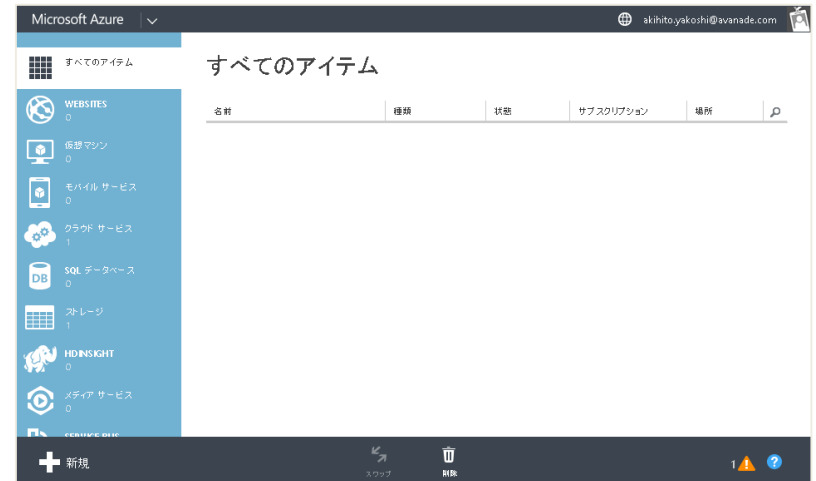 Microsoft Azure
akihito.yakoshi@avanade.com
すべてのアイテム
WEBSITES
0
仮想マシン
0
モバイル サービス
0
クラウド サービス
1
SQL データベース
0
DB
ストレージ
1
HDINSIGHT
0
メディア サービス
0
SERVICE BUS
すべてのアイテム
名前 種類 状態 サブスクリプション 場所
新規
スワップ
削除
1
?